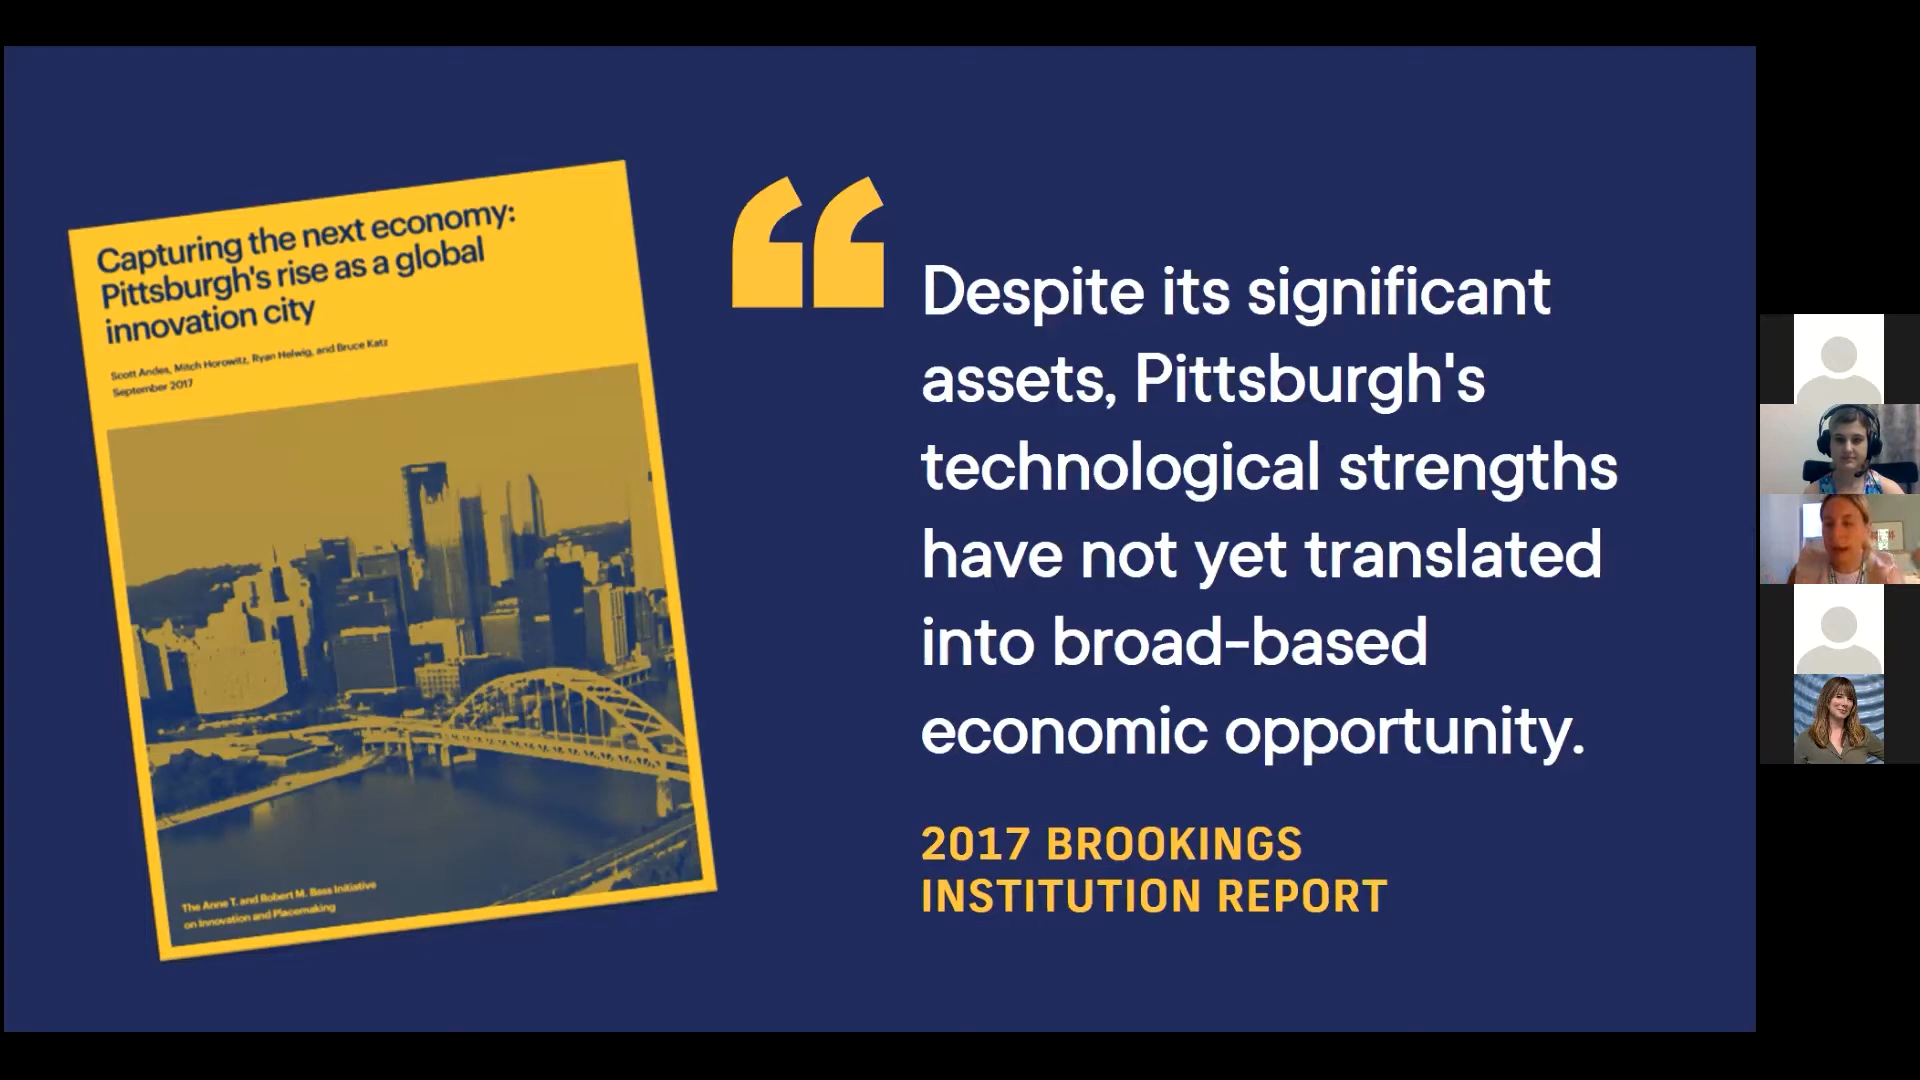 Capturing the next economy:
Pittsburgh's rise as a global
innovation city
Scott Andes, Mitch Horowitz, Ryan Helwig, and Bruce Katz
September 2017
The Anne T. and Robert M. Bass Initiative
on Innovation and Placemaking
“
Despite its significant
assets, Pittsburgh's
technological strengths
have not yet translated
into broad-based
economic opportunity.
2017 BROOKINGS
INSTITUTION REPORT